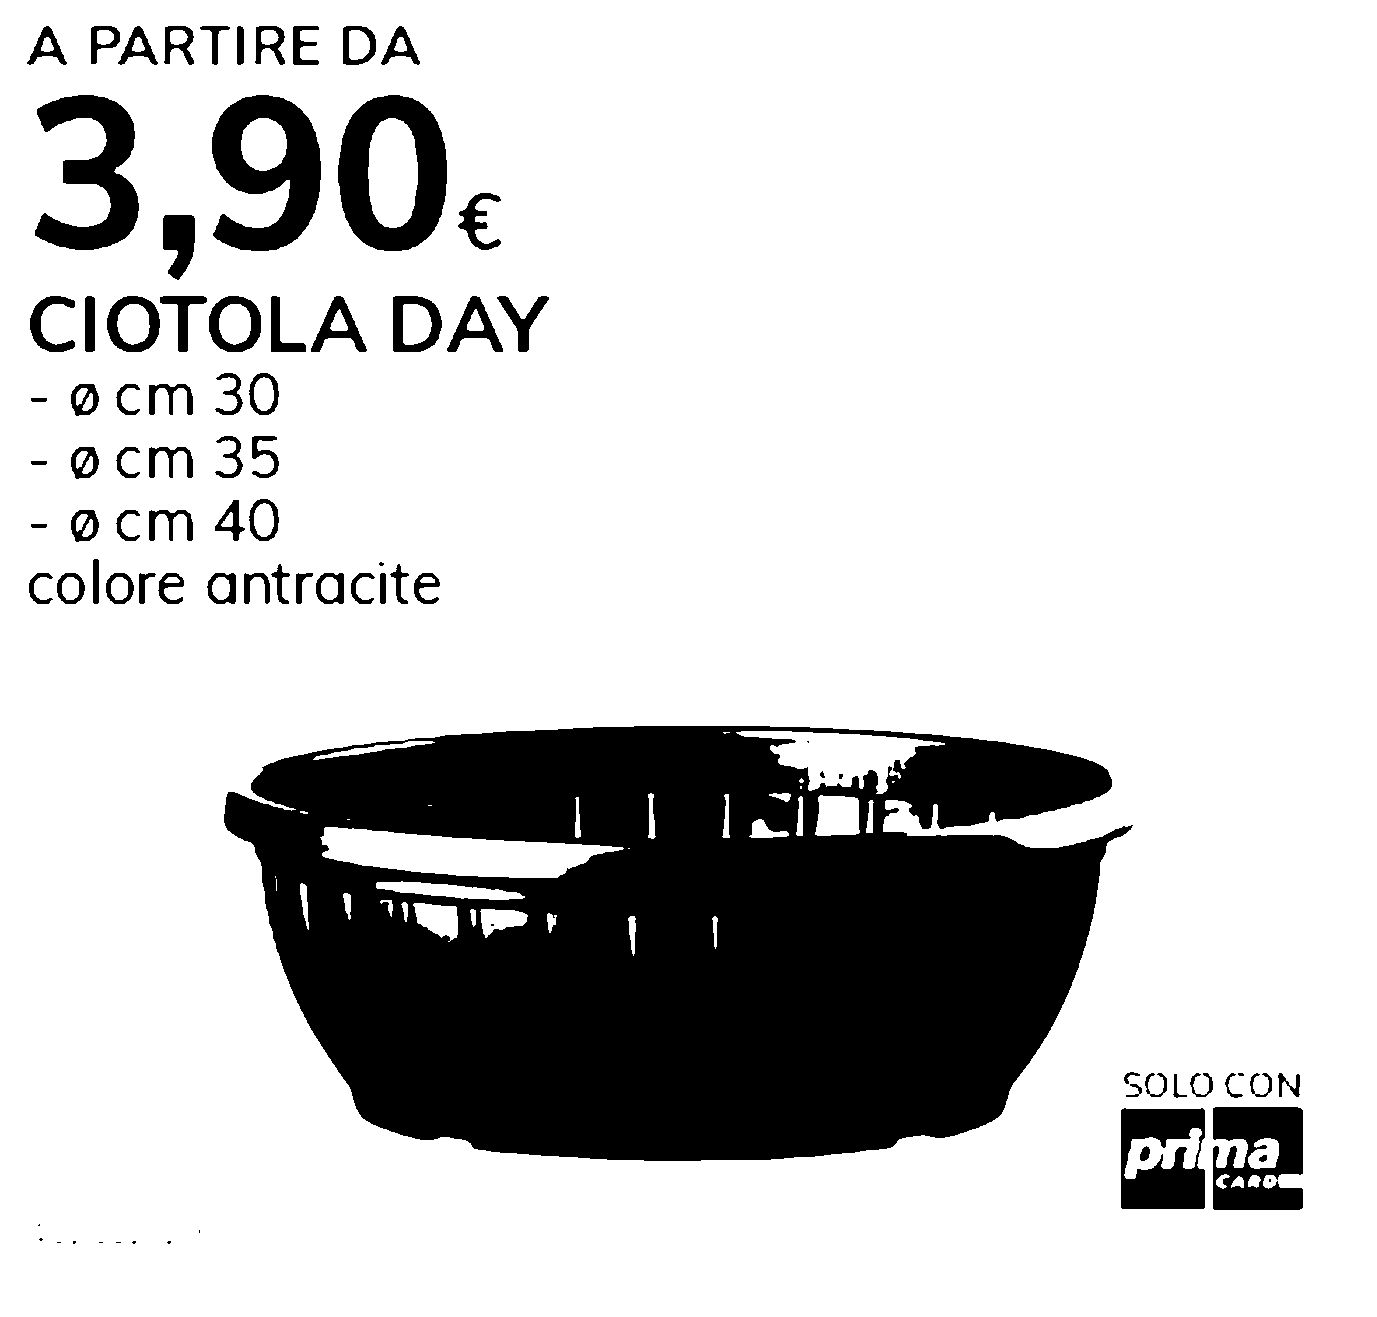 A PARTIRE DA
3,90€
CIOTOLA DAY
- ø cm 30
- ø cm 35
- ø cm 40
colore antracite
SOLO CON
prima
CARD